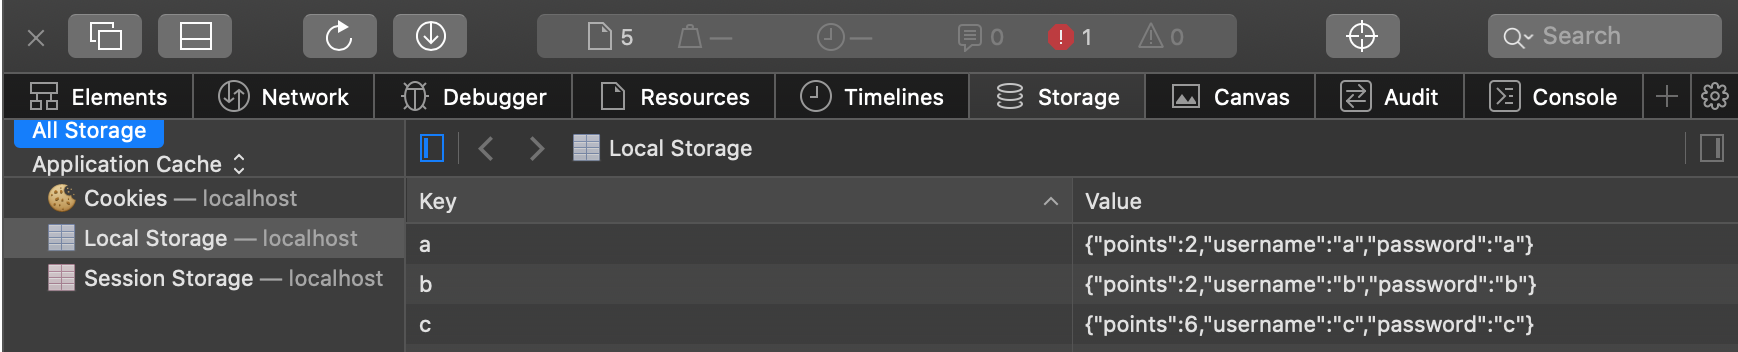 5 — — 0 1 0 Search
Elements Network Debugger Resources Timelines Storage Canvas Audit Console
All Storage
Application Cache
Local Storage
Cookies — localhost
Local Storage — localhost
Session Storage — localhost
Key Value
a {"points":2,"username":"a","password":"a"}
b {"points":2,"username":"b","password":"b"}
c {"points":6,"username":"c","password":"c"}